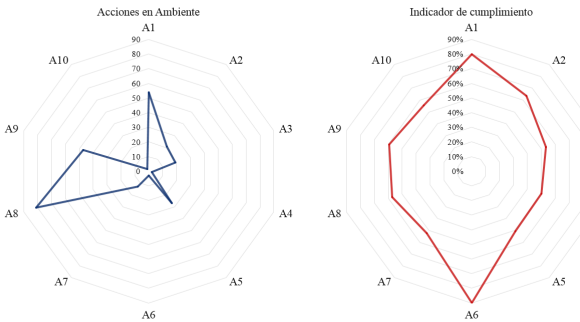 Acciones en Ambiente
A1
90
80
70
60
50
40
30
20
10
0
A2
A3
A4
A5
A6
A7
A8
A9
A10
Indicador de cumplimiento
A1
90%
80%
70%
60%
50%
40%
30%
20%
10%
0%
A2
A3
A4
A5
A6
A7
A8
A9
A10